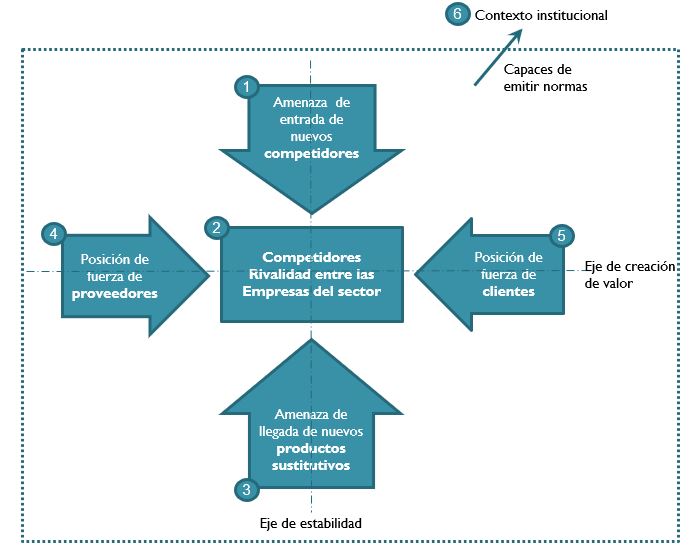 6 Contexto institucional
Capaces de
emitir normas
1
Amenaza de
entrada de
nuevos
competidores
4
Posición de
fuerza de
proveedores
2
Competidores
Rivalidad entre las
Empresas del sector
5
Posición de
fuerza de
clientes
Eje de creación
de valor
Amenaza de
llegada de nuevos
productos
sustitutivos
3
Eje de estabilidad